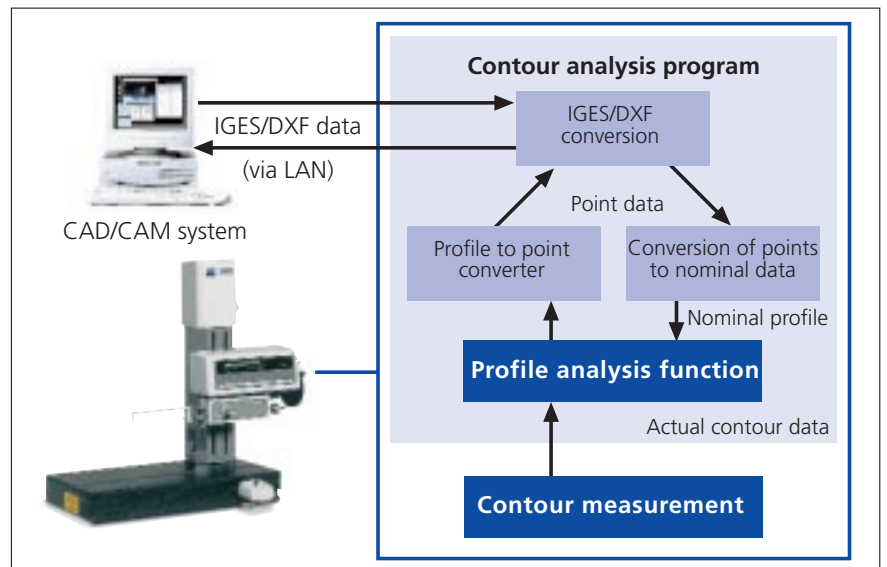 Contour analysis program
IGES/DXF
conversion
IGES/DXF data
(via LAN)
CAD/CAM system
Point data
Profile to point
converter
Conversion of points
to nominal data
Nominal profile
Profile analysis function
Actual contour data
Contour measurement